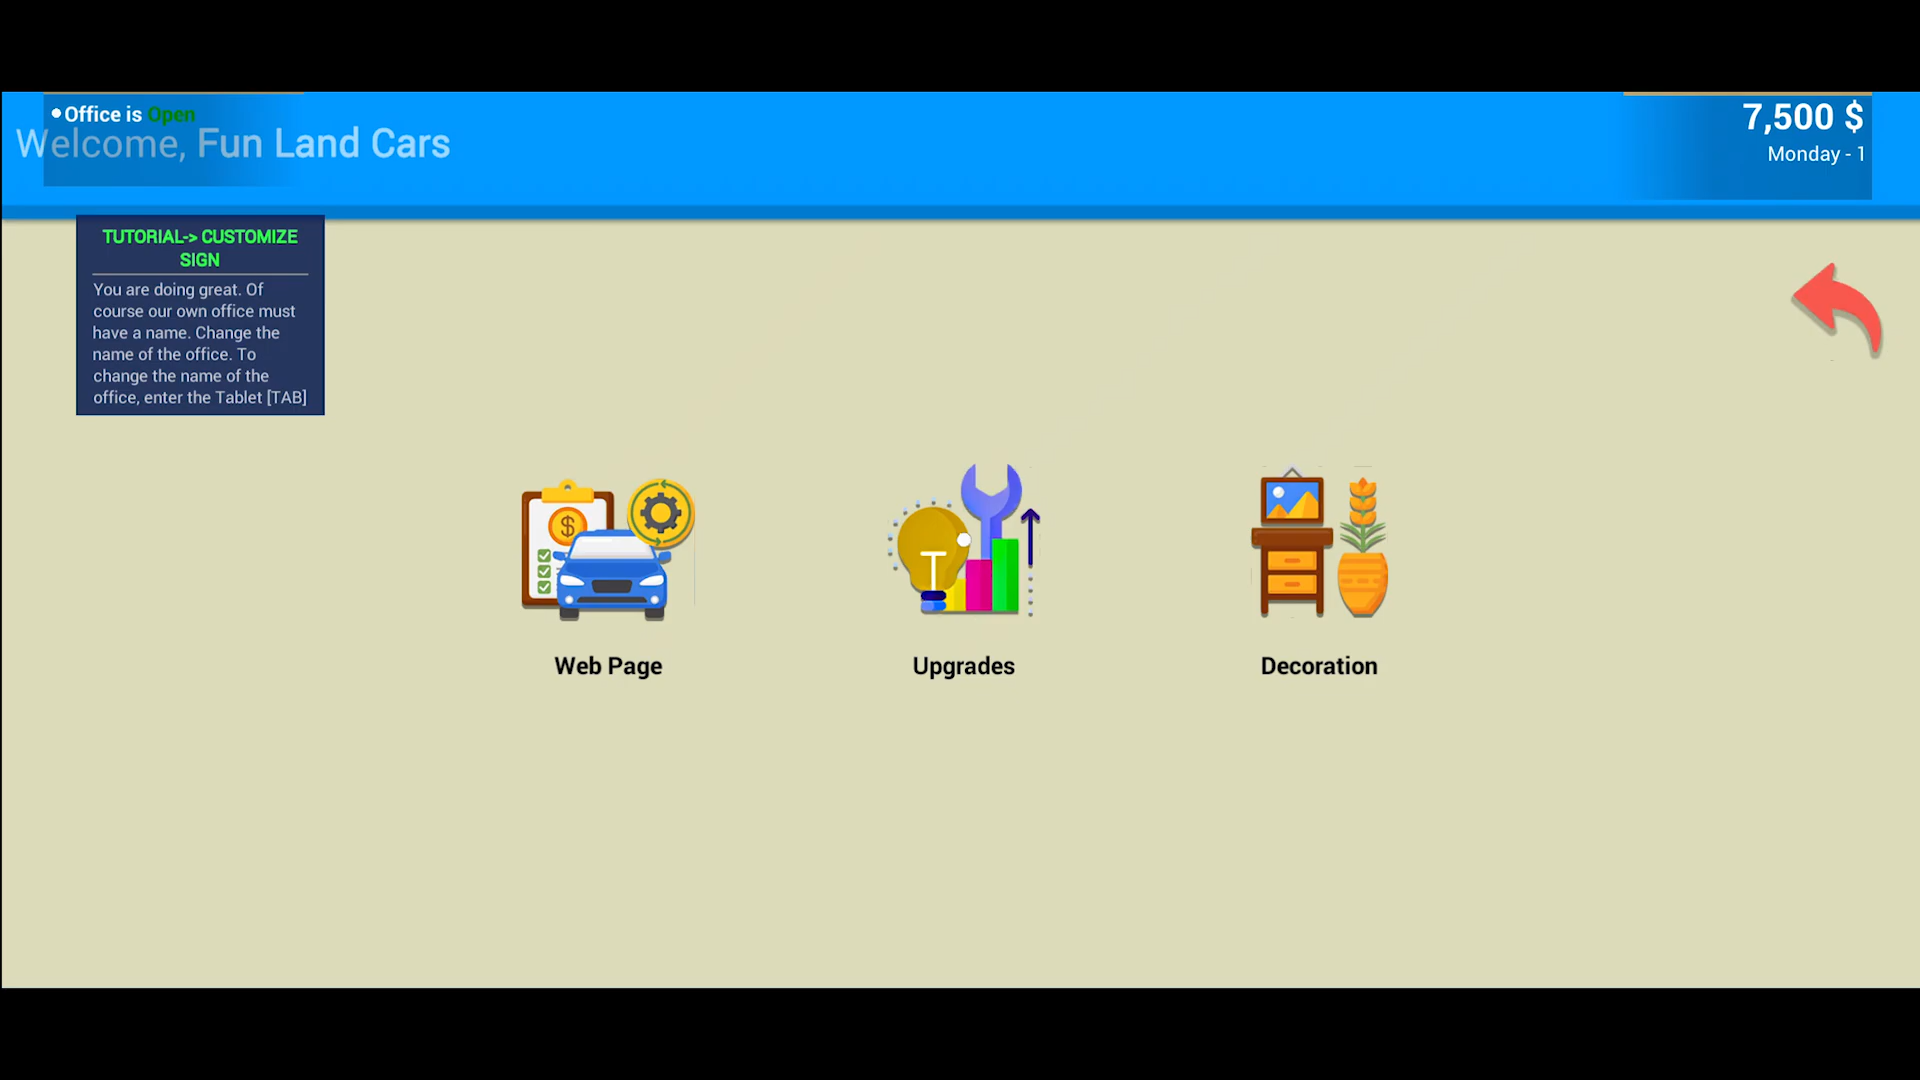 Office is Open
Welcome, Fun Land Cars
7,500 $
Monday - 1
TUTORIAL-> CUSTOMIZE
SIGN
You are doing great. Of
course our own office must
have a name. Change the
name of the office. To
change the name of the
office, enter the Tablet [TAB]
$
Web Page
Upgrades
Decoration